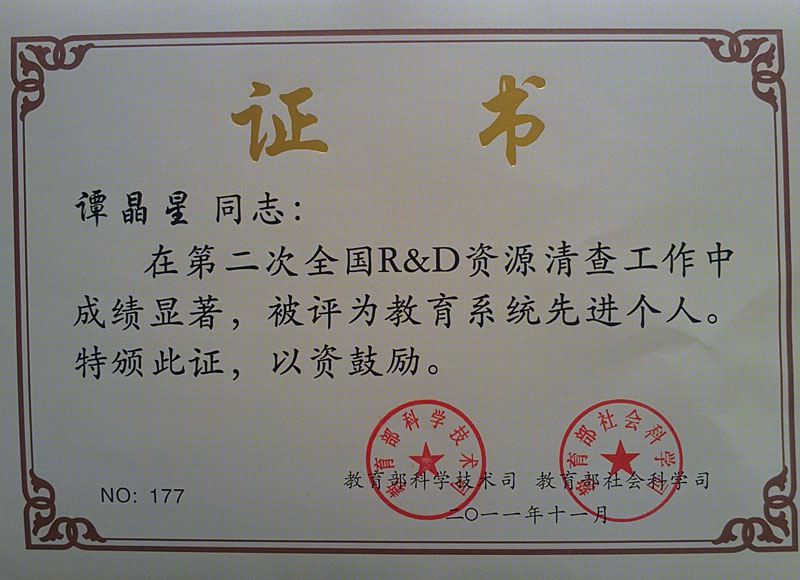 证 书
谭晶星 同志：
在第二次全国R&D资源清查工作中
成绩显著，被评为教育系统先进个人。
特颁此证，以资鼓励。
教育部科学技术司
教育部社会科学司
教育部科学技术司 教育部社会科学司
NO: 177
二〇一一年十一月